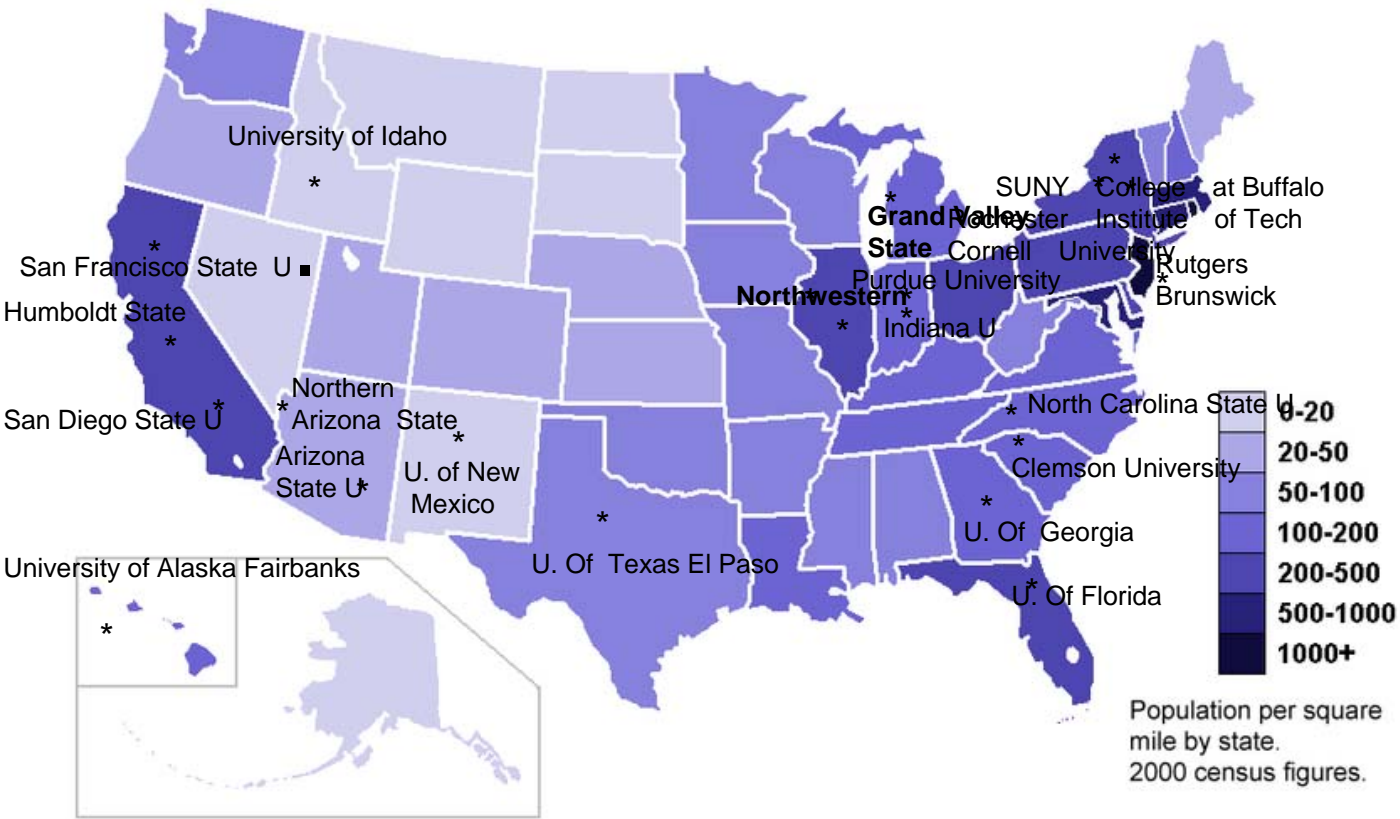 University of Idaho
SUNY College at Buffalo
Grand Valley
State
Rochester Institute of Tech
Cornell University
San Francisco State U
Rutgers
Brunswick
Purdue University
Northwestern
Humboldt State
Indiana U
Northern
Arizona State
San Diego State U
North Carolina State U
Arizona
State U
U. of New
Mexico
Clemson University
U. Of Georgia
U. Of Texas El Paso
University of Alaska Fairbanks
U. Of Florida
0-20
20-50
50-100
100-200
200-500
500-1000
1000+
Population per square
mile by state.
2000 census figures.